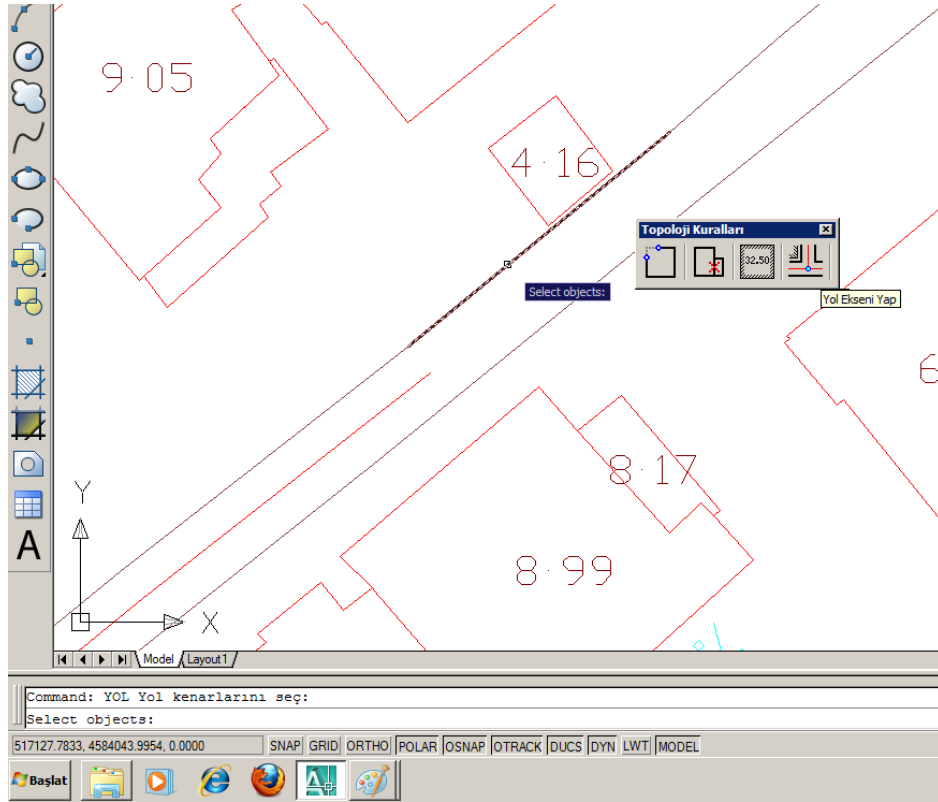 9.05
4.16
Topoloji Kuralları
32.50
Select objects:
Yol Ekseni Yap
6
8.17
8.99
Y
X
A
Model
Layout1
Command: YOL Yol kenarlarını seç:
Select objects:
517127.7833, 4584043.9954, 0.0000 SNAP GRID ORTHO POLAR OSNAP OTRACK DUCS DYN LWT MODEL
Başlat